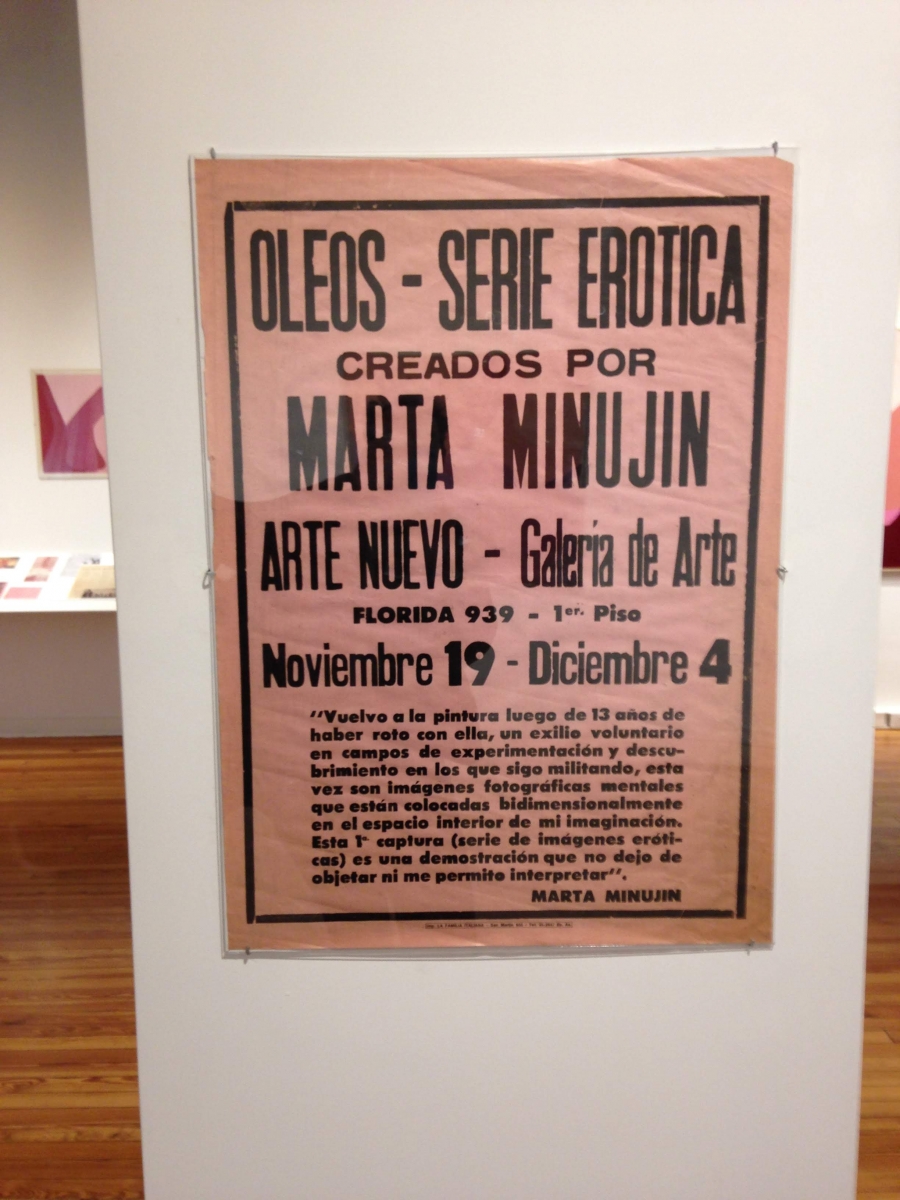 OLEOS - SERIE EROTICA
CREADOS POR
MARTA MINUJIN
ARTE NUEVO - Galería de Arte
FLORIDA 939 - 1er. Piso
Noviembre 19 - Diciembre 4
"Vuelvo a la pintura luego de 13 años de
haber roto con ella, un exilio voluntario
en campos de experimentación y descu-
brimiento en los que sigo militando, esta
vez son imágenes fotográficas mentales
que están colocadas bidimensionalmente
en el espacio interior de mi imaginación.
Esta 1ª captura (serie de imágenes eróti-
cas) es una demostración que no dejo de
objetar ni me permito interpretar".
MARTA MINUJIN